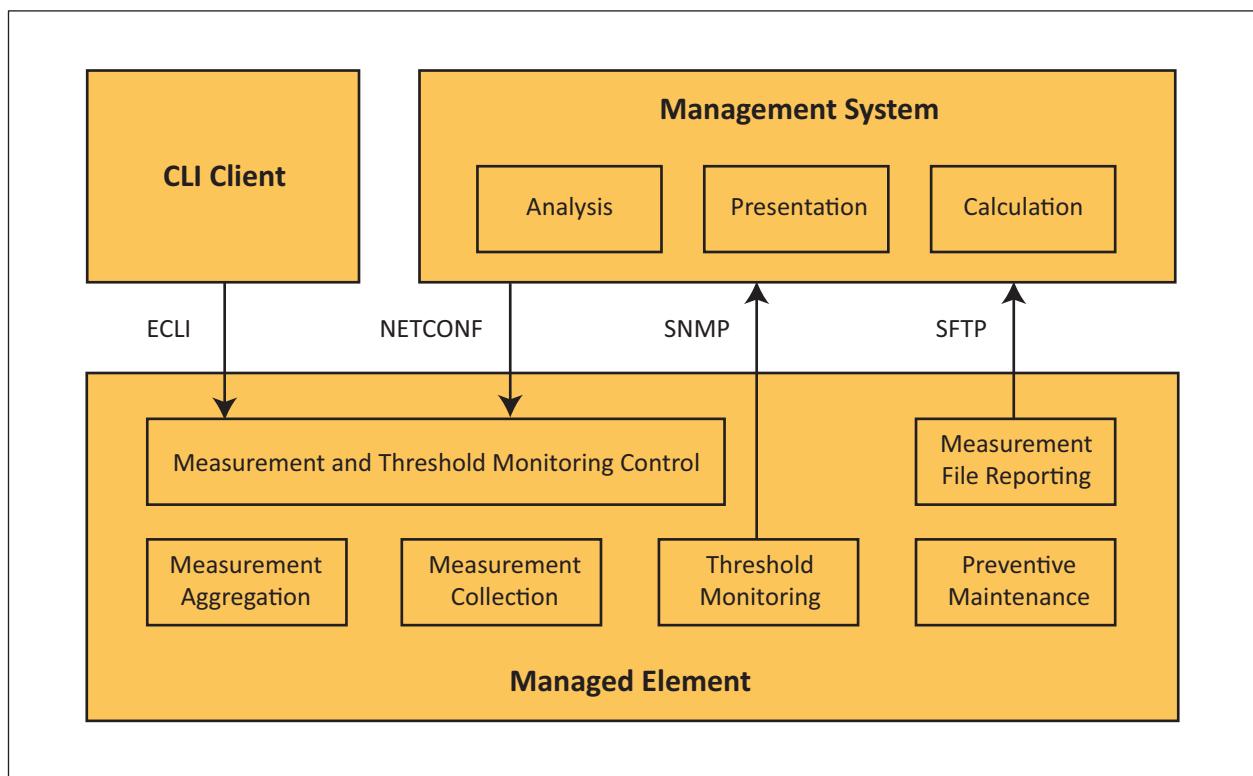 CLI Client
Management System
Analysis
Presentation
Calculation
ECLI
NETCONF
SNMP
SFTP
Measurement and Threshold Monitoring Control
Measurement
File Reporting
Measurement
Aggregation
Measurement
Collection
Threshold
Monitoring
Preventive
Maintenance
Managed Element